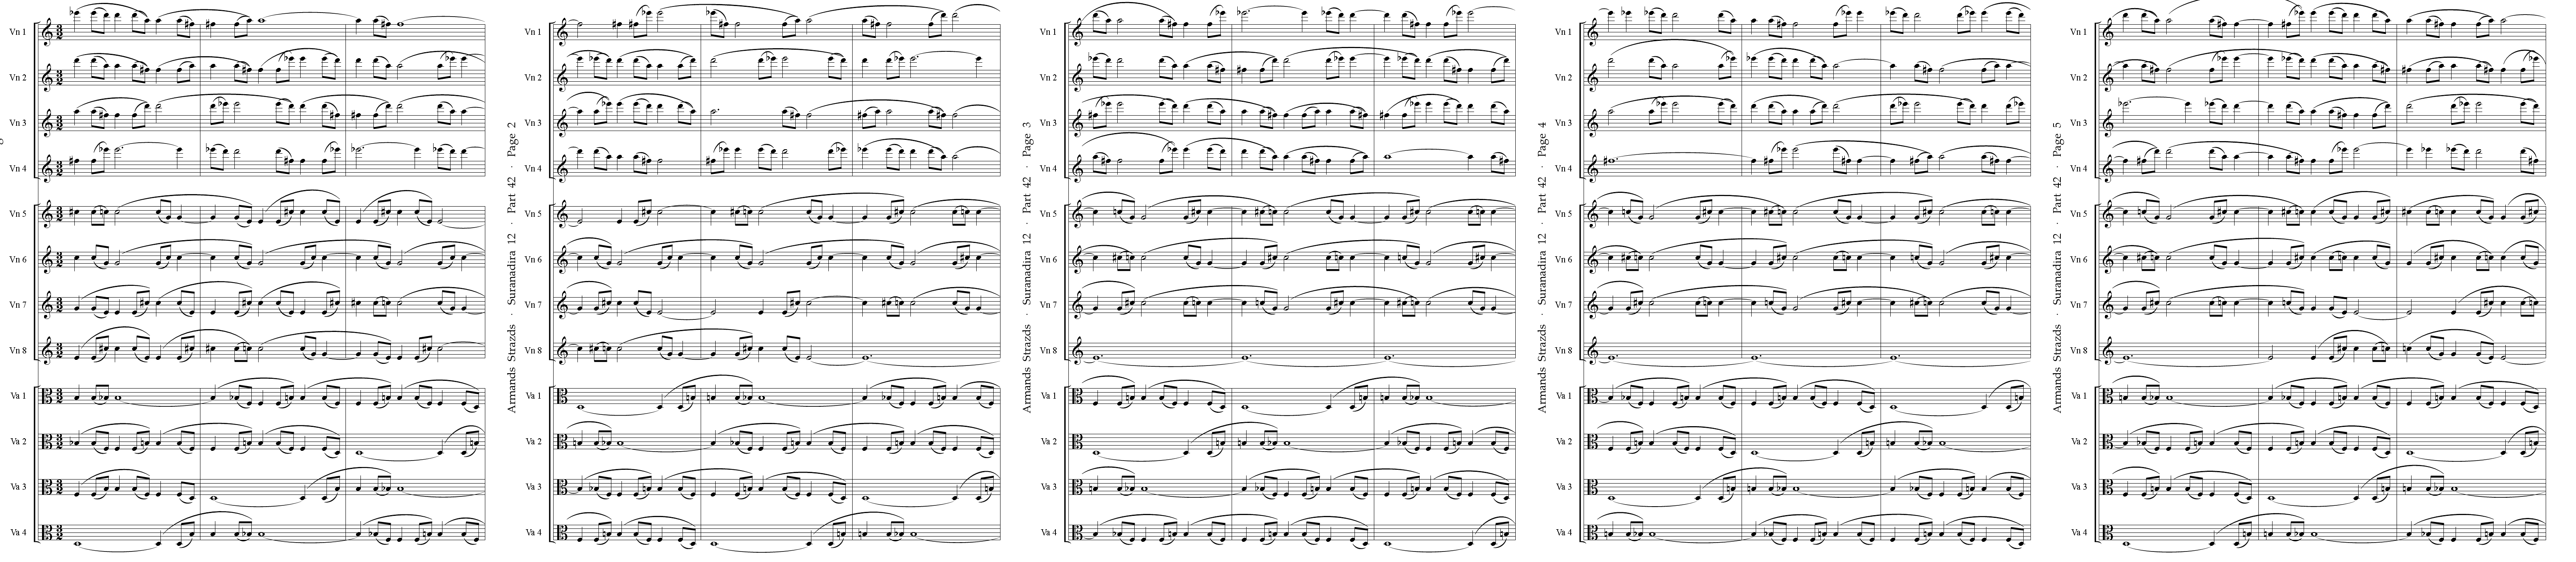 Vn 1
Vn 2
Vn 3
Vn 4
Vn 5
Vn 6
Vn 7
Vn 8
Va 1
Va 2
Va 3
Va 4
Armands Strazds · Suranadira 12 · Part 42 · Page 2
Vn 1
Vn 2
Vn 3
Vn 4
Vn 5
Vn 6
Vn 7
Vn 8
Va 1
Va 2
Va 3
Va 4
Armands Strazds · Suranadira 12 · Part 42 · Page 3
Vn 1
Vn 2
Vn 3
Vn 4
Vn 5
Vn 6
Vn 7
Vn 8
Va 1
Va 2
Va 3
Va 4
Armands Strazds · Suranadira 12 · Part 42 · Page 4
Vn 1
Vn 2
Vn 3
Vn 4
Vn 5
Vn 6
Vn 7
Vn 8
Va 1
Va 2
Va 3
Va 4
Armands Strazds · Suranadira 12 · Part 42 · Page 5
Vn 1
Vn 2
Vn 3
Vn 4
Vn 5
Vn 6
Vn 7
Vn 8
Va 1
Va 2
Va 3
Va 4